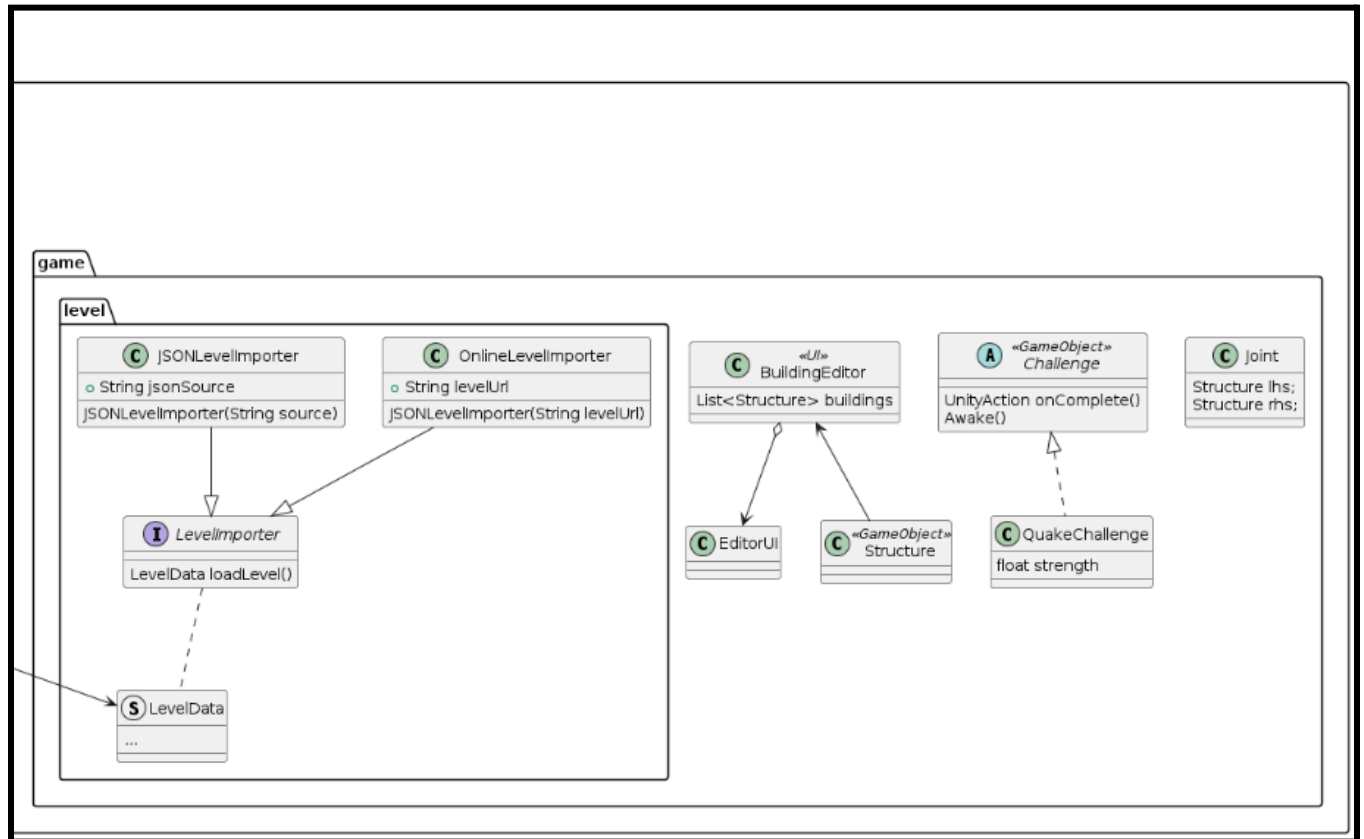 game
level
C JSONLevelImporter
String jsonSource
JSONLevelImporter(String source)
C OnlineLevelImporter
String levelUrl
JSONLevelImporter(String levelUrl)
I LevelImporter
LevelData loadLevel()
S LevelData
...
«UI»
C BuildingEditor
List<Structure> buildings
C EditorUI
«GameObject»
C Structure
«GameObject»
A Challenge
UnityAction onComplete()
Awake()
C QuakeChallenge
float strength
C Joint
Structure lhs;
Structure rhs;